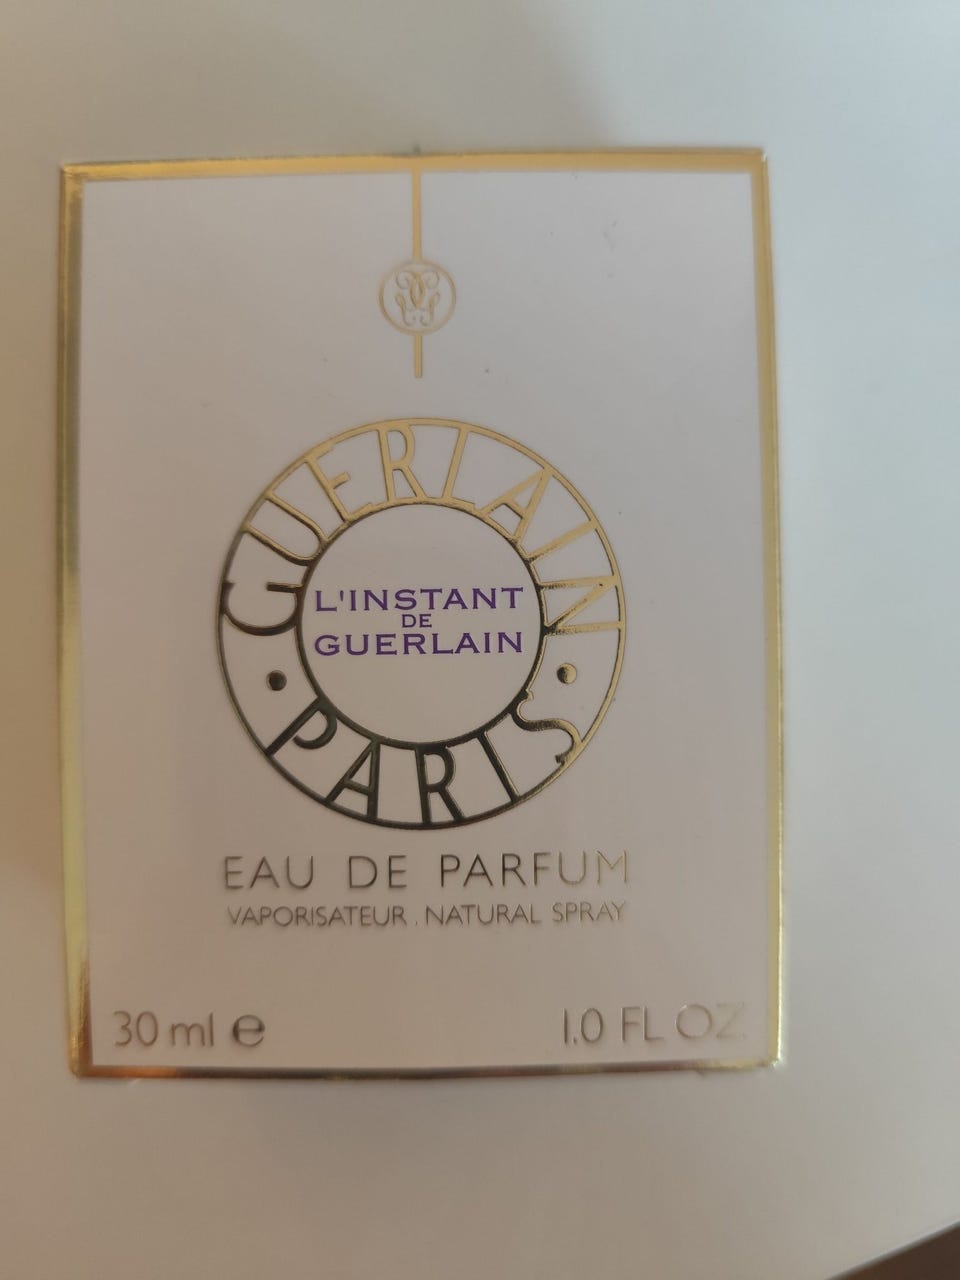 GUERLAIN
L'INSTANT
DE
GUERLAIN
PARIS
EAU DE PARFUM
VAPORISATEUR . NATURAL SPRAY
30 ml e
1.0 FL OZ.